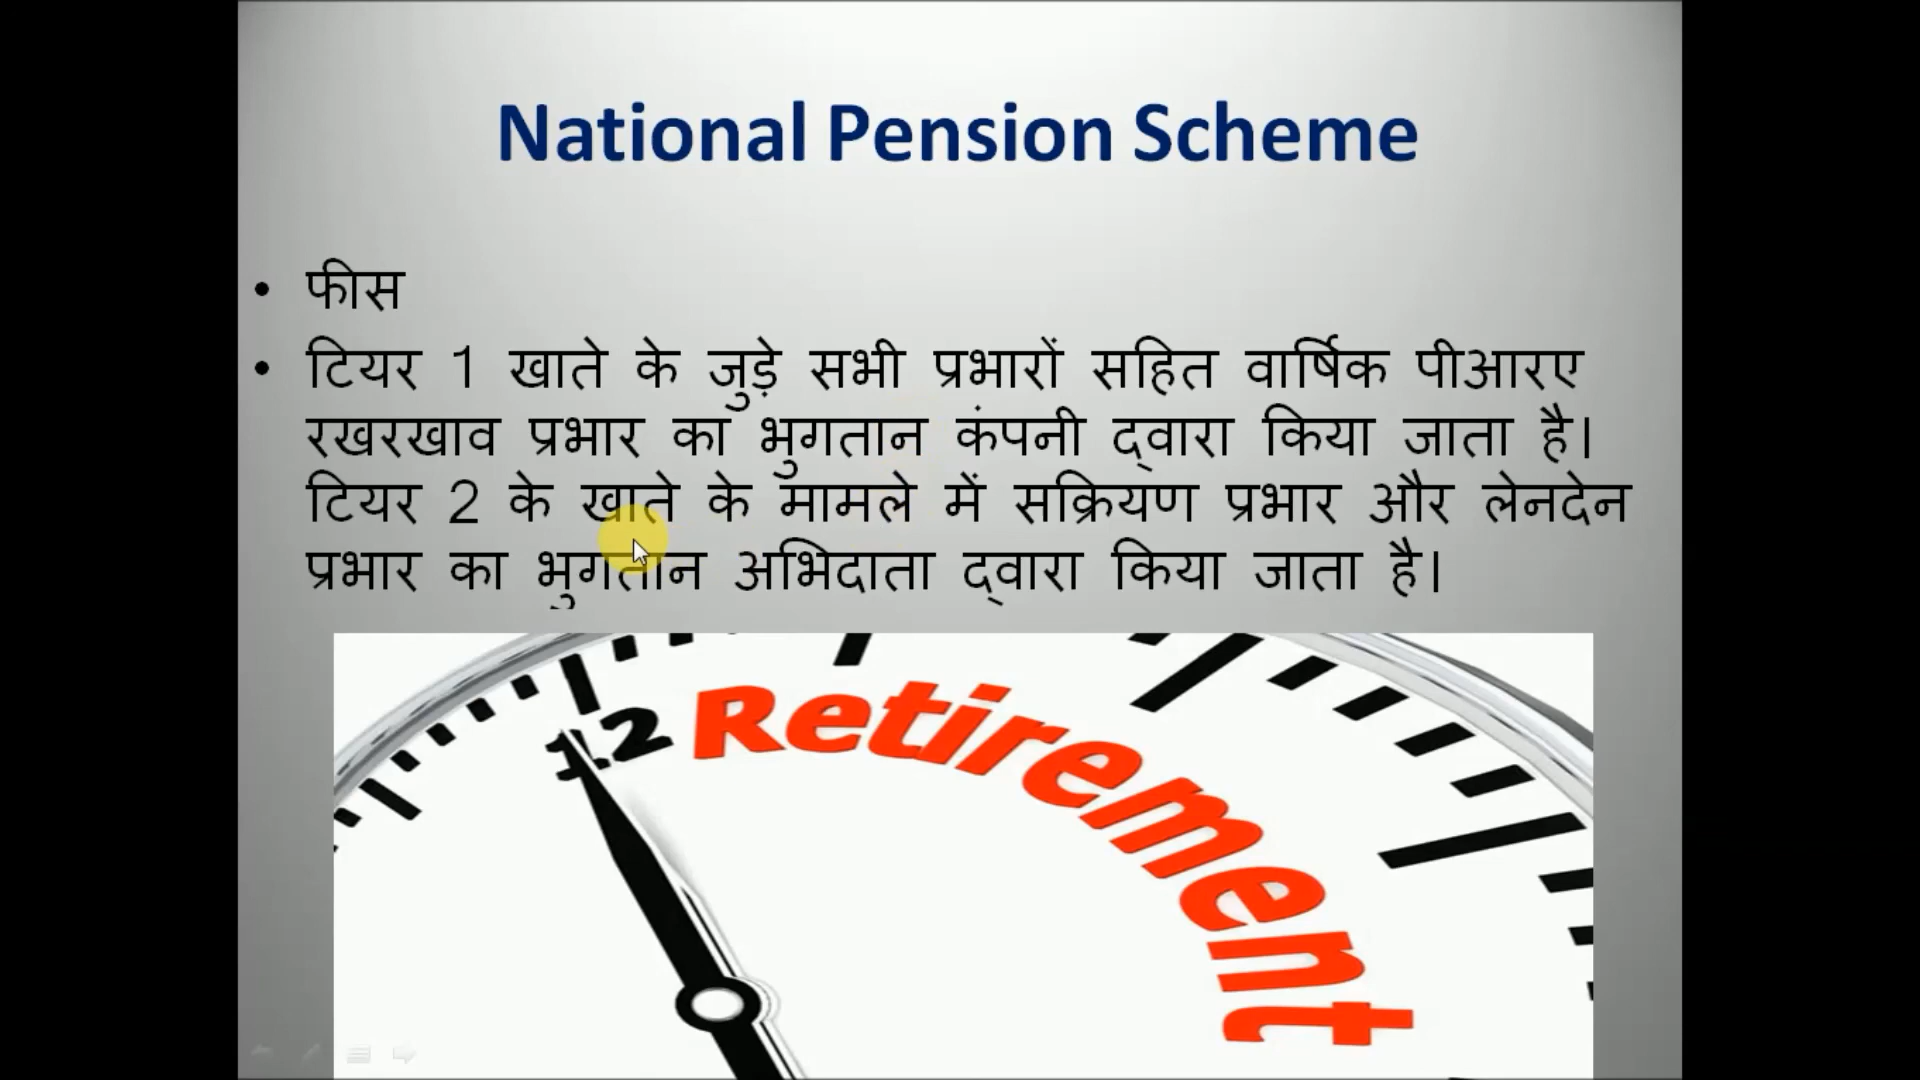 National Pension Scheme
• फीस
• टियर 1 खाते के जुड़े सभी प्रभारों सहित वार्षिक पीआरए
रखरखाव प्रभार का भुगतान कंपनी द्वारा किया जाता है।
टियर 2 के खाते के मामले में सक्रियण प्रभार और लेनदेन
प्रभार का भुगतान अभिदाता द्वारा किया जाता है।
12 Retirement